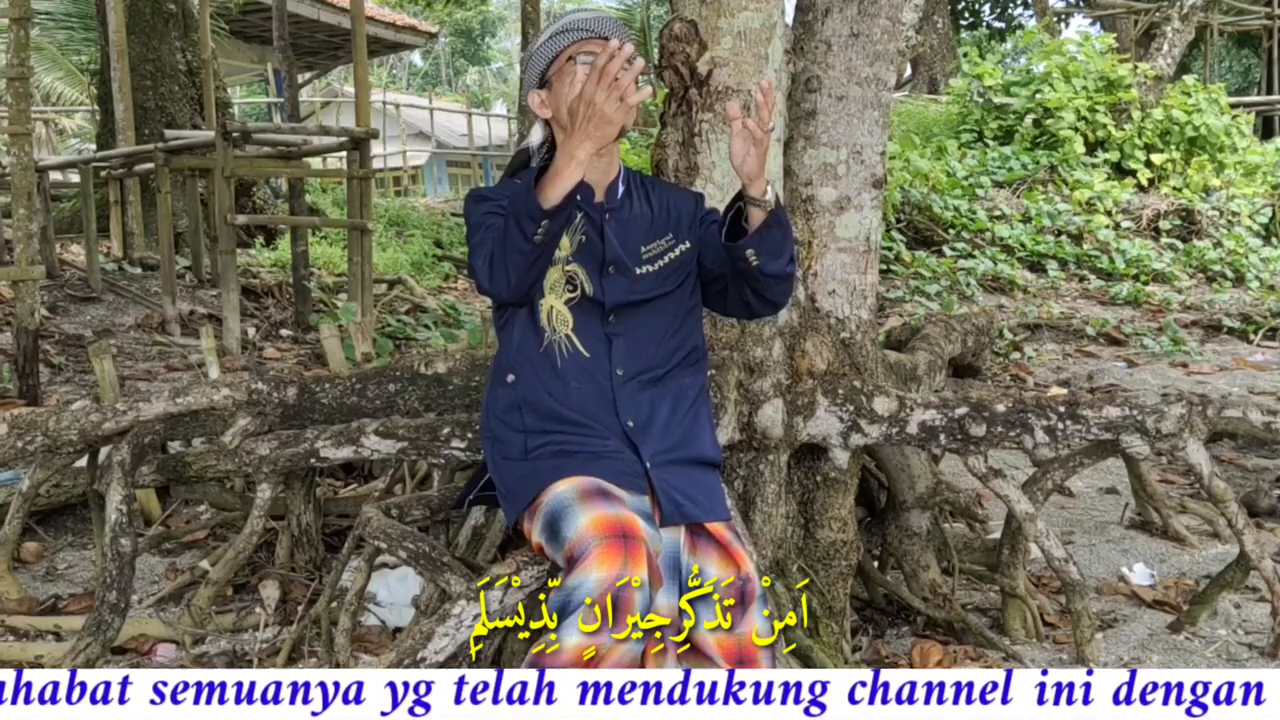 اَمِنْ تَذَكُّرِجِيْرَانٍ بِّذِيْسَلَمِ
ahabat semuanya yg telah mendukung channel ini dengan